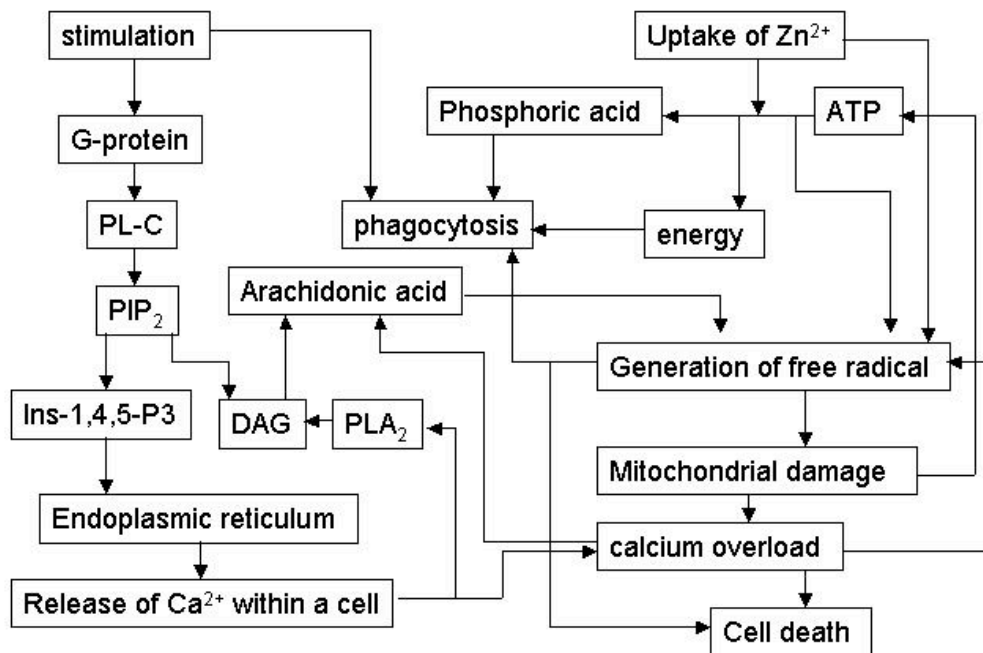 stimulation
Uptake of Zn²⁺
Phosphoric acid
ATP
G-protein
PL-C
phagocytosis
energy
PIP₂
Arachidonic acid
Generation of free radical
Ins-1,4,5-P3
DAG
PLA₂
Mitochondrial damage
Endoplasmic reticulum
calcium overload
Release of Ca²⁺ within a cell
Cell death